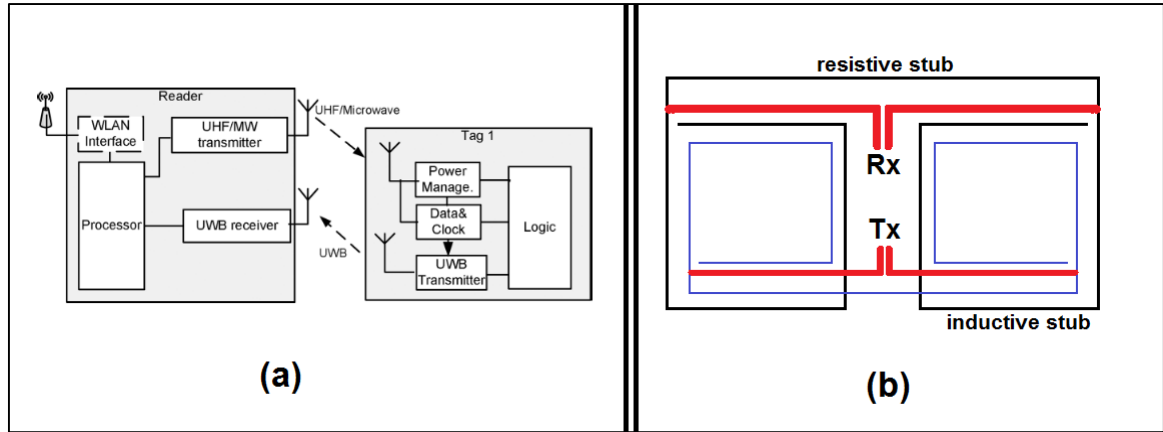 Reader
WLAN
Interface
UHF/MW
transmitter
Processor
UWB receiver
UHF/Microwave
UWB
Tag 1
Power
Manage.
Data&
Clock
UWB
Transmitter
Logic
(a)
resistive stub
Rx
Tx
inductive stub
(b)